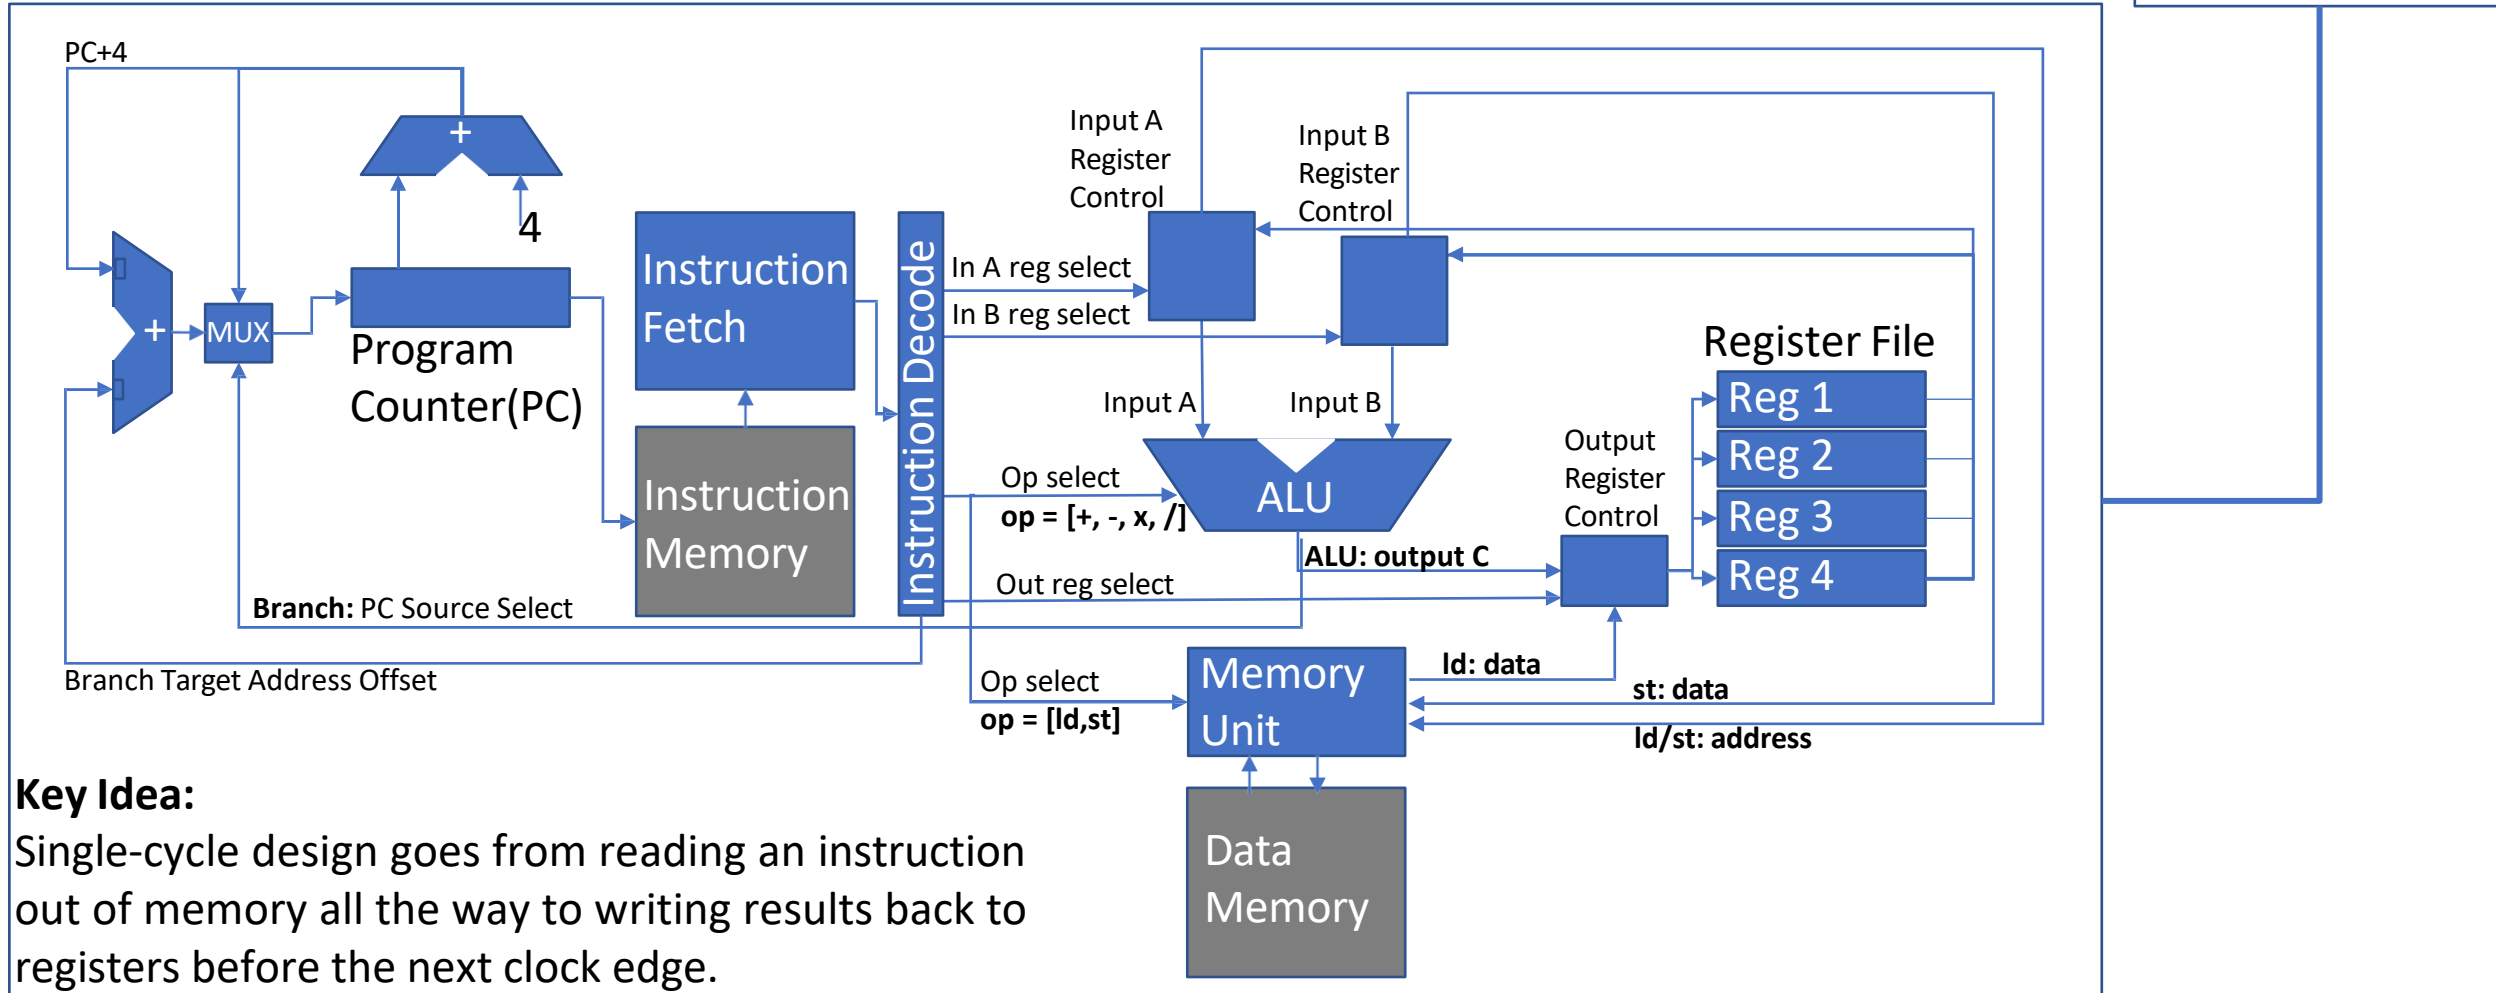 PC+4
+
4
+
MUX
Program
Counter(PC)
Instruction
Fetch
Instruction
Memory
Instruction Decode
Branch: PC Source Select
Branch Target Address Offset
In A reg select
In B reg select
Input A
Register
Control
Input B
Register
Control
Input A
Input B
ALU
Op select
op = [+, -, x, /]
ALU: output C
Out reg select
Output
Register
Control
Register File
Reg 1
Reg 2
Reg 3
Reg 4
Op select
op = [ld,st]
Memory
Unit
ld: data
st: data
ld/st: address
Data
Memory
Key Idea:
Single-cycle design goes from reading an instruction
out of memory all the way to writing results back to
registers before the next clock edge.